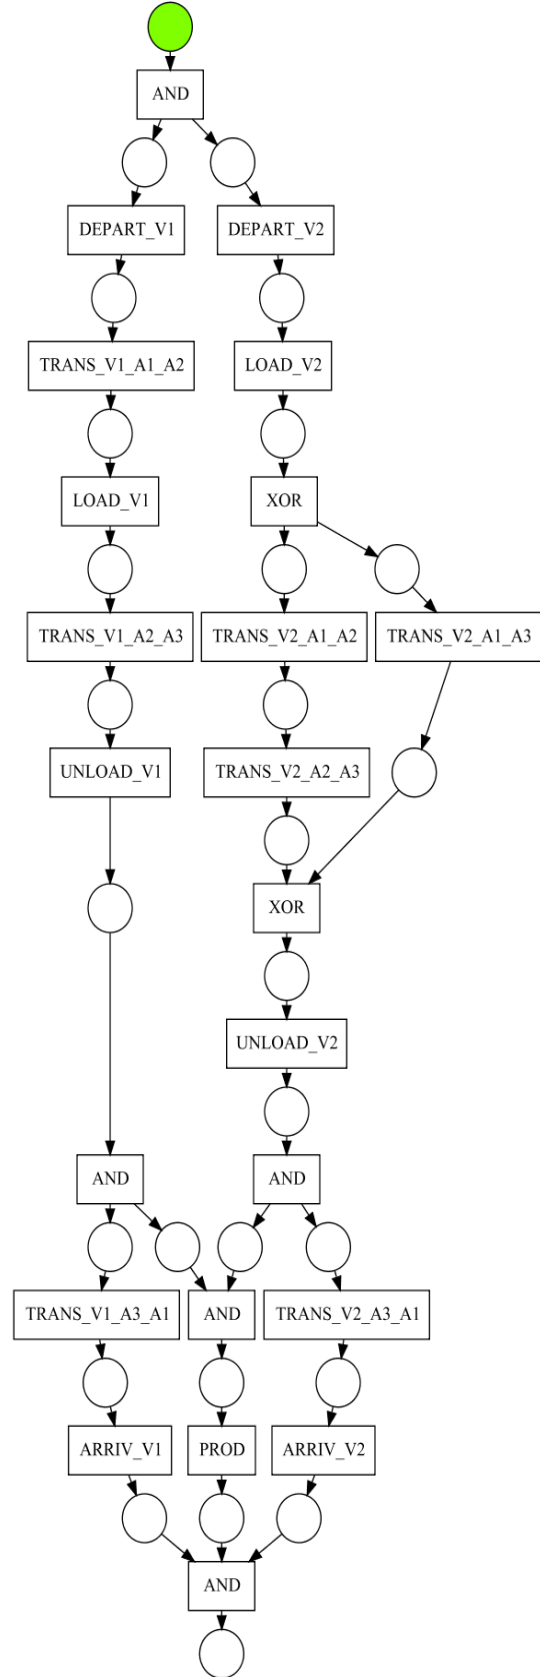 AND
DEPART_V1
DEPART_V2
TRANS_V1_A1_A2
LOAD_V2
LOAD_V1
XOR
TRANS_V1_A2_A3
TRANS_V2_A1_A2
TRANS_V2_A1_A3
UNLOAD_V1
TRANS_V2_A2_A3
XOR
UNLOAD_V2
AND
AND
TRANS_V1_A3_A1
AND
TRANS_V2_A3_A1
ARRIV_V1
PROD
ARRIV_V2
AND